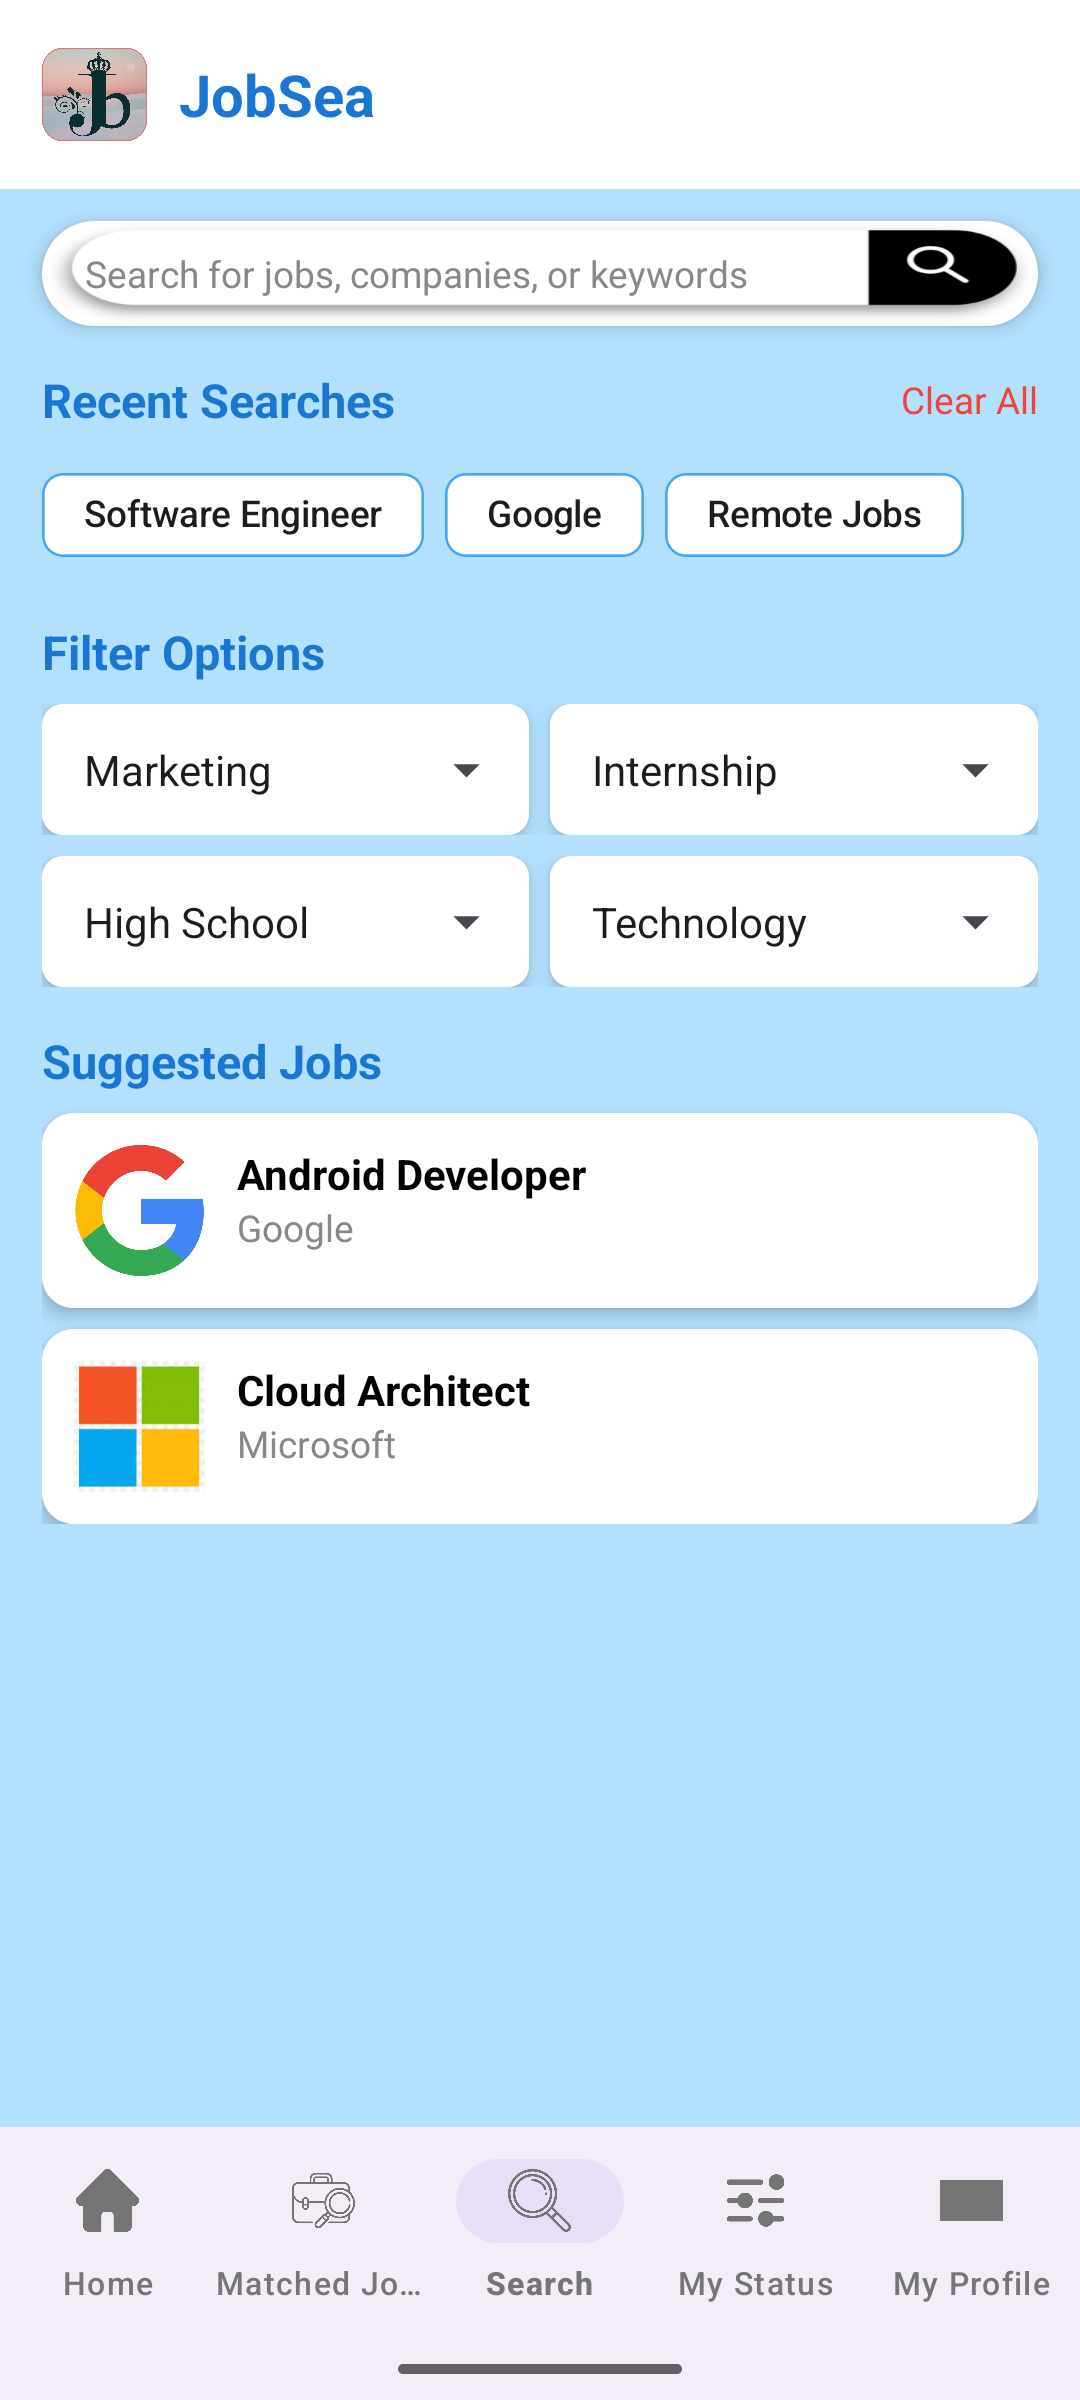 Jb
JobSea
Search for jobs, companies, or keywords
Recent Searches
Clear All
Software Engineer
Google
Remote Jobs
Filter Options
Marketing
Internship
High School
Technology
Suggested Jobs
Android Developer
Google
Cloud Architect
Microsoft
Home
Matched Jo...
Search
My Status
My Profile